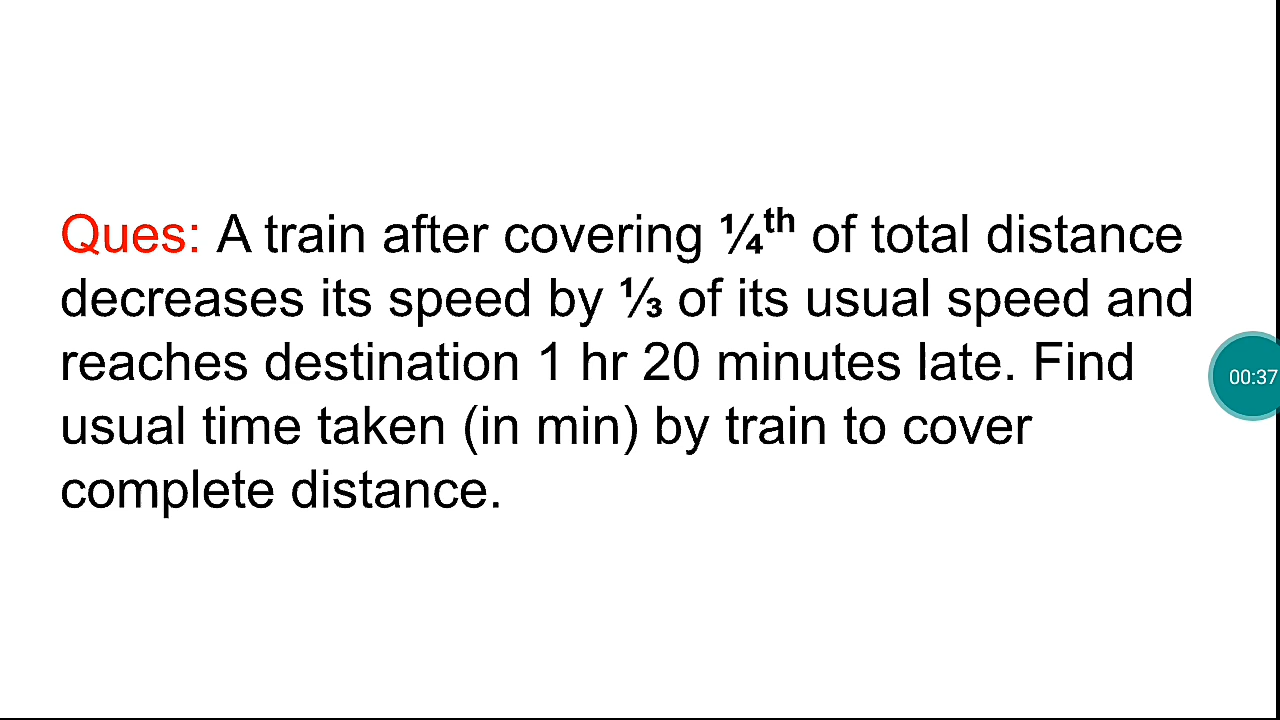 Ques: A train after covering ¼th of total distance
decreases its speed by ⅓ of its usual speed and
reaches destination 1 hr 20 minutes late. Find
usual time taken (in min) by train to cover
complete distance.
00:37